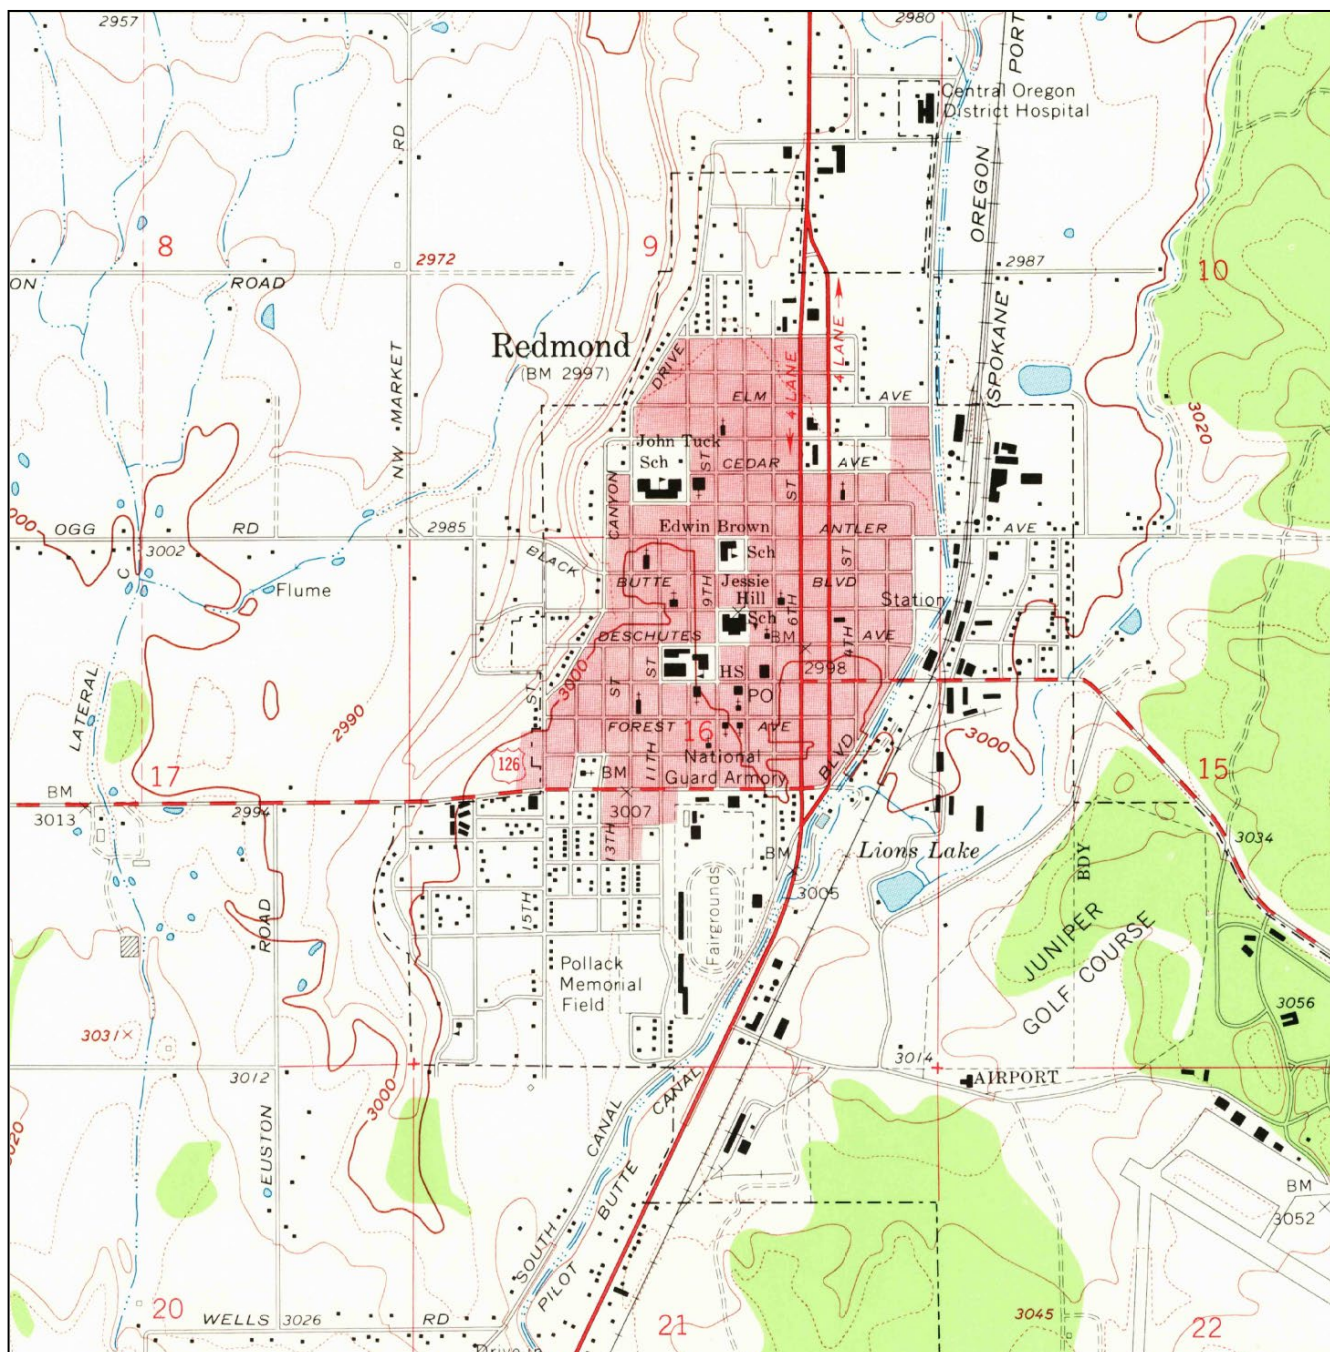 2957
2980
PORT
Central Oregon
District Hospital
RD
OREGON
8
9
2972
2987
10
ON
ROAD
(SPOKANE
Redmond
(BM 2997)
DRIVE
4 LANE
4 LANE
NW MARKET
ELM
AVE
3020
John Tuck
Sch
ST
CEDAR
AVE
CANYON
ST
OGG
RD
2985
Edwin Brown
ANTLER
AVE
3002
BLACK
Sch
ST
C
Flume
BUTTE
9TH
Jessie
Hill
Sch
BLVD
6TH
Station
DESCHUTES
BM
AVE
4TH
2998
LATERAL
3000
ST
ST
ST
HS
PO
2990
FOREST
16
AVE
3000
126
11TH
National
Guard Armory
BLVD
17
BM
15
BM
3013
2994
3007
3034
13TH
BM
Lions Lake
BDY
3005
ROAD
15TH
Fairgrounds
JUNIPER
GOLF COURSE
Pollack
Memorial
Field
3056
3031
3014
3012
3000
AIRPORT
CANAL
CANAL
EUSTON
3020
BUTTE
BM
3052
SOUTH
PILOT
20
WELLS
3026
RD
21
3045
22
Drive-in